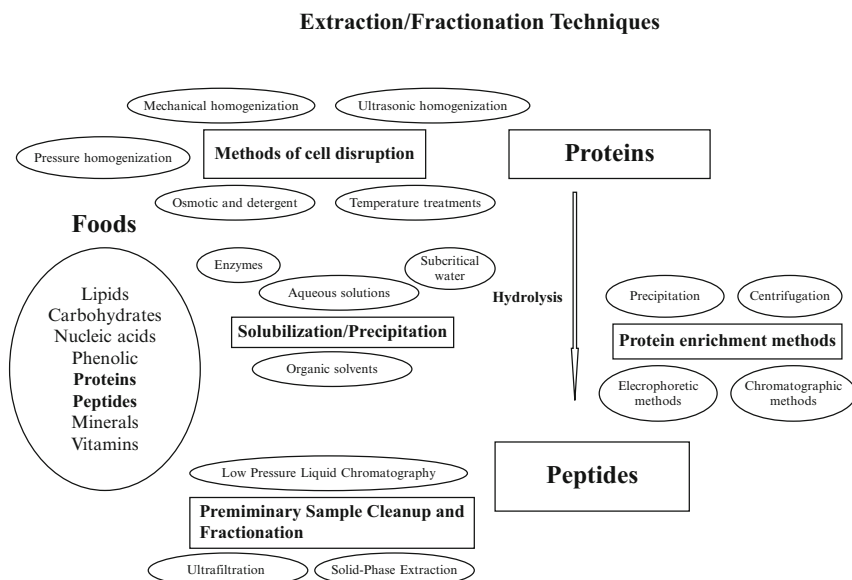 Extraction/Fractionation Techniques
Mechanical homogenization
Ultrasonic homogenization
Pressure homogenization
Methods of cell disruption
Proteins
Osmotic and detergent
Temperature treatments
Foods
Enzymes
Subcritical
water
Aqueous solutions
Hydrolysis
Solubilization/Precipitation
Organic solvents
Precipitation
Centrifugation
Protein enrichment methods
Elecrophoretic
methods
Chromatographic
methods
Lipids
Carbohydrates
Nucleic acids
Phenolic
Proteins
Peptides
Minerals
Vitamins
Low Pressure Liquid Chromatography
Peptides
Premiminary Sample Cleanup and
Fractionation
Ultrafiltration
Solid-Phase Extraction